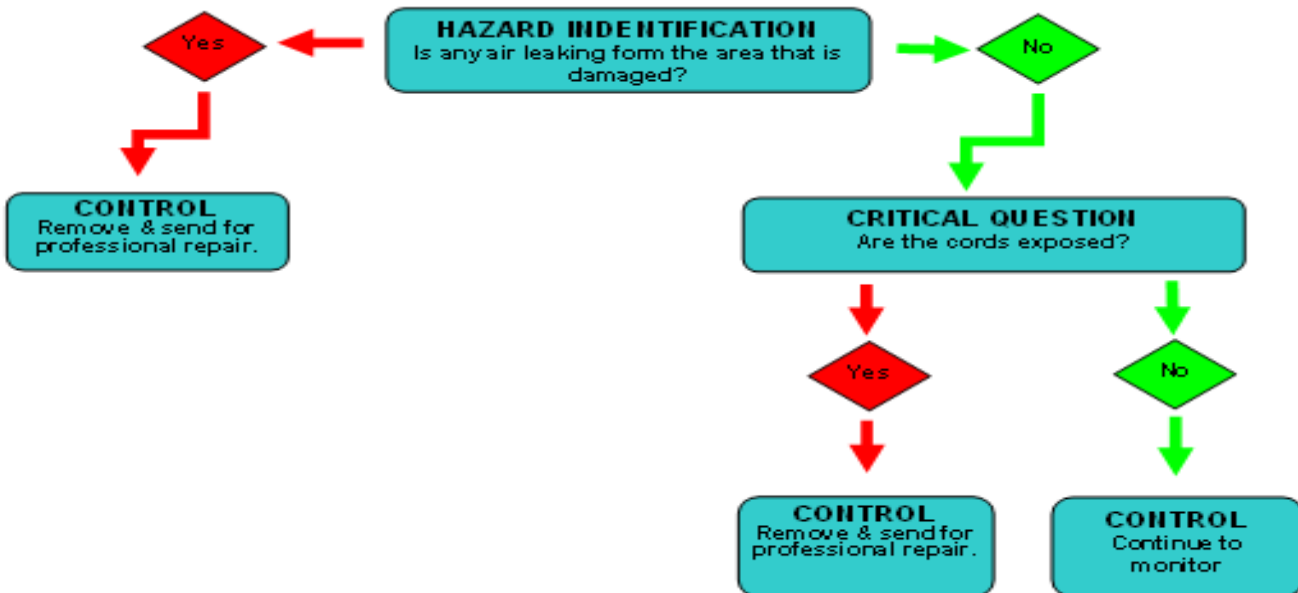 HAZARD INDENTIFICATION
Is any air leaking form the area that is
damaged?
Yes
No
CONTROL
Remove & send for
professional repair.
CRITICAL QUESTION
Are the cords exposed?
Yes
No
CONTROL
Remove & send for
professional repair.
CONTROL
Continue to
monitor